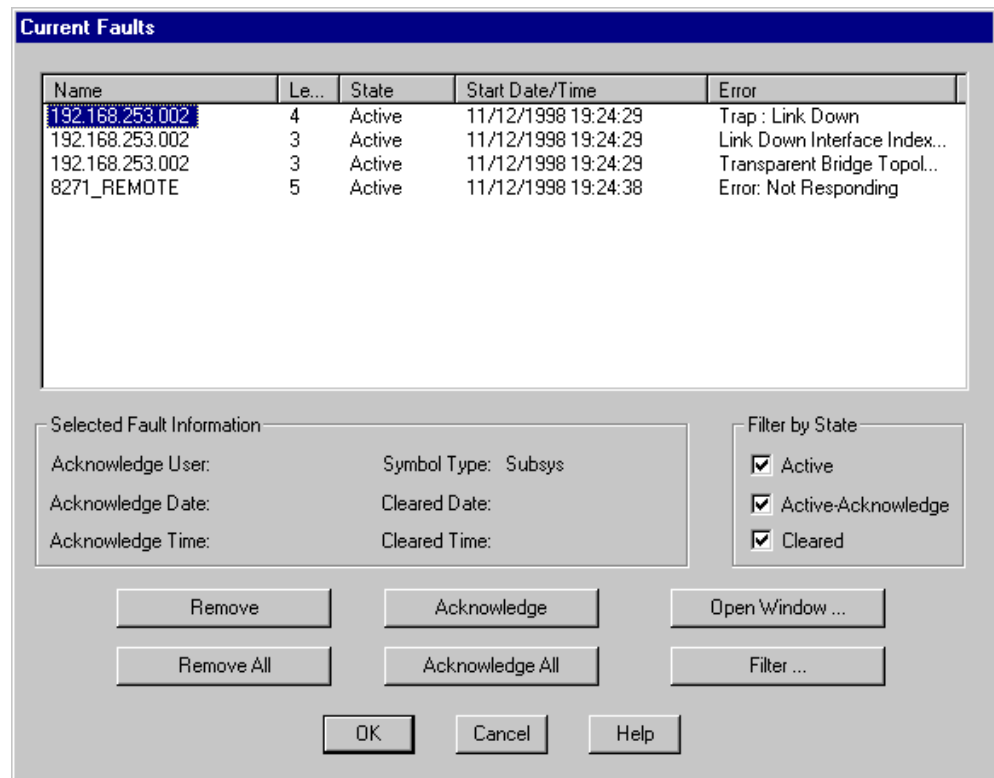 Current Faults
Name Le... State Start Date/Time Error
192.168.253.002 4 Active 11/12/1998 19:24:29 Trap : Link Down
192.168.253.002 3 Active 11/12/1998 19:24:29 Link Down Interface Index...
192.168.253.002 3 Active 11/12/1998 19:24:29 Transparent Bridge Topol...
8271_REMOTE 5 Active 11/12/1998 19:24:38 Error: Not Responding
Selected Fault Information
Acknowledge User: Symbol Type: Subsys
Acknowledge Date: Cleared Date:
Acknowledge Time: Cleared Time:
Filter by State
Active
Active-Acknowledge
Cleared
Remove Acknowledge Open Window ...
Remove All Acknowledge All Filter ...
OK Cancel Help